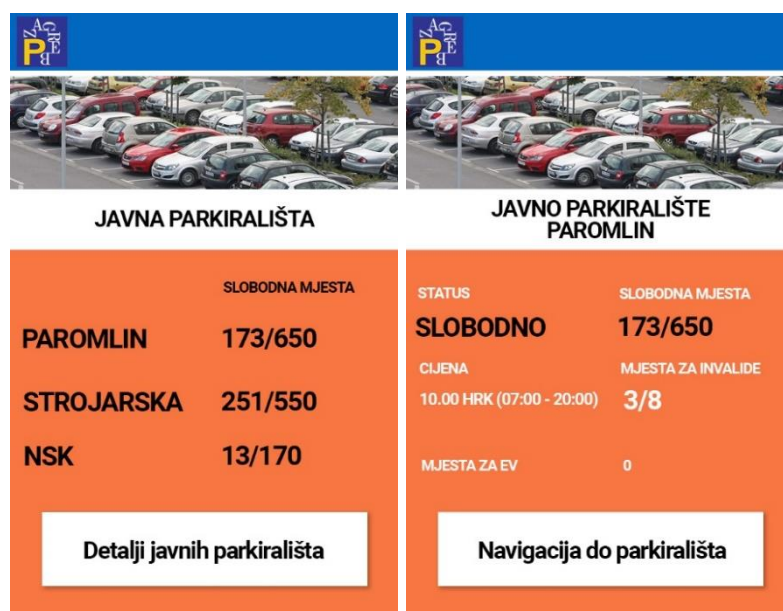 ZAGREB
P
JAVNA PARKIRALIŠTA
SLOBODNA MJESTA
PAROMLIN 173/650
STROJARSKA 251/550
NSK 13/170
Detalji javnih parkirališta
ZAGREB
P
JAVNO PARKIRALIŠTE
PAROMLIN
STATUS SLOBODNA MJESTA
SLOBODNO 173/650
CIJENA MJESTA ZA INVALIDE
10.00 HRK (07:00 - 20:00) 3/8
MJESTA ZA EV 0
Navigacija do parkirališta